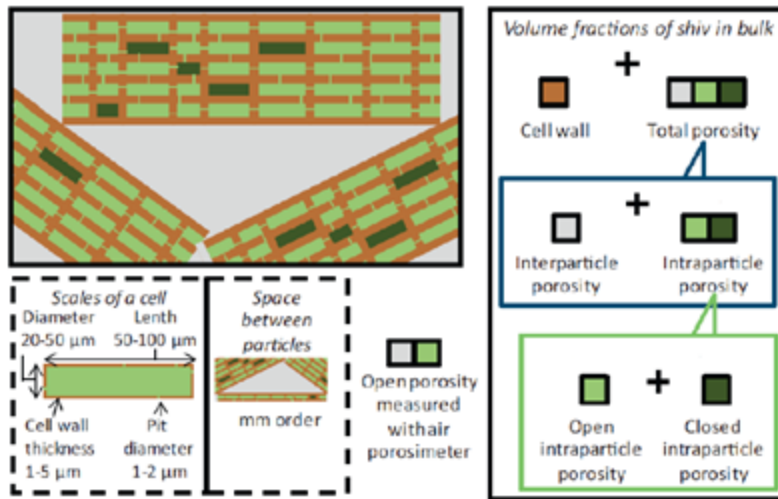 Volume fractions of shiv in bulk
+
Cell wall
Total porosity
+
Interparticle
porosity
Intraparticle
porosity
+
Open
intraparticle
porosity
Closed
intraparticle
porosity
Scales of a cell
Diameter
20-50 µm
Lenth
50-100 µm
Cell wall
thickness
1-5 µm
Pit
diameter
1-2 µm
Space
between
particles
mm order
Open porosity
measured
with air
porosimeter